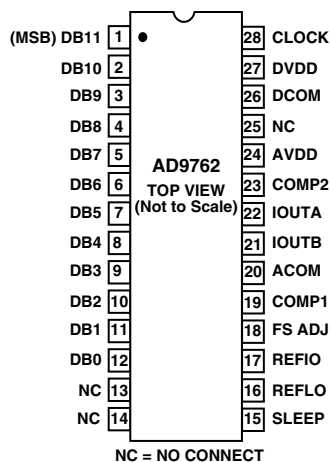 (MSB) DB11 1 28 CLOCK
DB10 2 27 DVDD
DB9 3 26 DCOM
DB8 4 25 NC
DB7 5 24 AVDD
DB6 6 23 COMP2
DB5 7 22 IOUTA
DB4 8 21 IOUTB
DB3 9 20 ACOM
DB2 10 19 COMP1
DB1 11 18 FS ADJ
DB0 12 17 REFIO
NC 13 16 REFLO
NC 14 15 SLEEP
AD9762
TOP VIEW
(Not to Scale)
NC = NO CONNECT